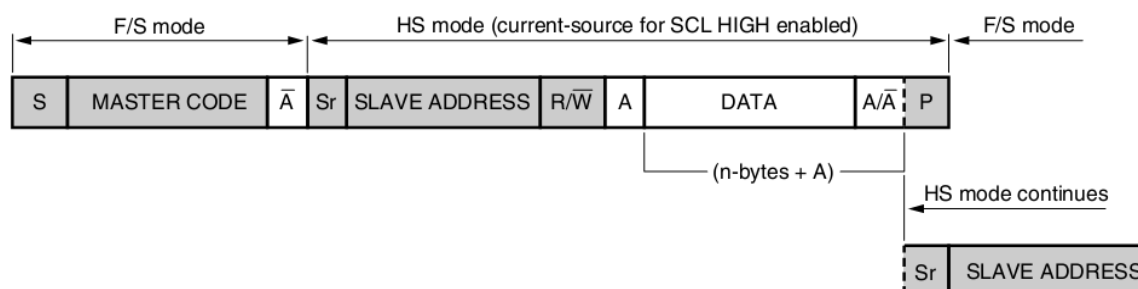 F/S mode HS mode (current-source for SCL HIGH enabled) F/S mode
S MASTER CODE A̅ Sr SLAVE ADDRESS R/W̅ A DATA A/A̅ P
(n-bytes + A)
HS mode continues
Sr SLAVE ADDRESS